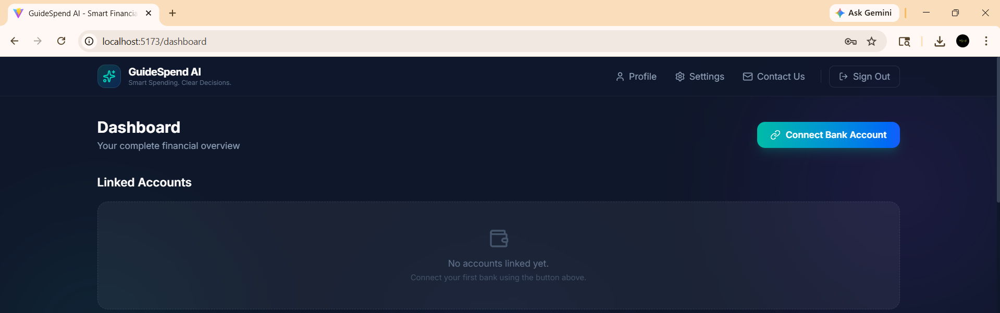 GuideSpend AI - Smart Financia
Ask Gemini
localhost:5173/dashboard
GuideSpend AI
Smart Spending. Clear Decisions.
Profile
Settings
Contact Us
Sign Out
Dashboard
Your complete financial overview
Connect Bank Account
Linked Accounts
No accounts linked yet.
Connect your first bank using the button above.